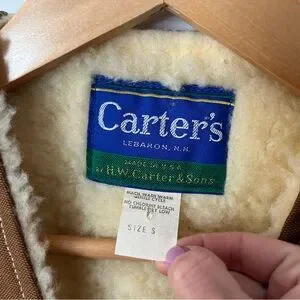 Carter's
LEBANON, N.H.
MADE IN U.S.A.
BY H.W. Carter & Sons
MACH. WASH WARM
GENTLE CYCLE
NO CHLORINE BLEACH
TUMBLE DRY LOW
SIZE S